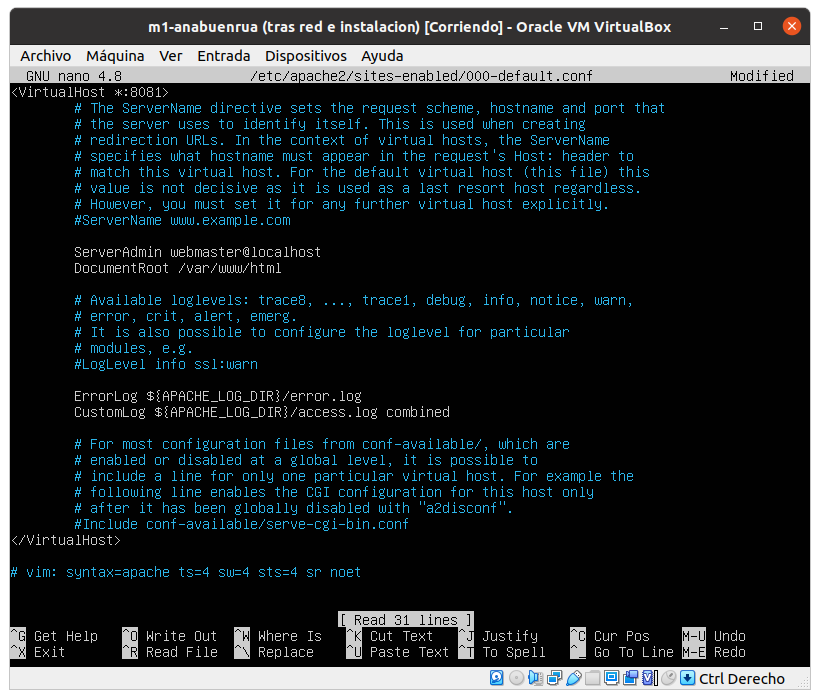 m1-anabuenrua (tras red e instalacion) [Corriendo] - Oracle VM VirtualBox
Archivo Máquina Ver Entrada Dispositivos Ayuda
GNU nano 4.8 /etc/apache2/sites-enabled/000-default.conf Modified
<VirtualHost *:8081>
# The ServerName directive sets the request scheme, hostname and port that
# the server uses to identify itself. This is used when creating
# redirection URLs. In the context of virtual hosts, the ServerName
# specifies what hostname must appear in the request's Host: header to
# match this virtual host. For the default virtual host (this file) this
# value is not decisive as it is used as a last resort host regardless.
# However, you must set it for any further virtual host explicitly.
#ServerName www.example.com
ServerAdmin webmaster@localhost
DocumentRoot /var/www/html
# Available loglevels: trace8, ..., trace1, debug, info, notice, warn,
# error, crit, alert, emerg.
# It is also possible to configure the loglevel for particular
# modules, e.g.
#LogLevel info ssl:warn
ErrorLog ${APACHE_LOG_DIR}/error.log
CustomLog ${APACHE_LOG_DIR}/access.log combined
# For most configuration files from conf-available/, which are
# enabled or disabled at a global level, it is possible to
# include a line for only one particular virtual host. For example the
# following line enables the CGI configuration for this host only
# after it has been globally disabled with "a2disconf".
#Include conf-available/serve-cgi-bin.conf
</VirtualHost>
# vim: syntax=apache ts=4 sw=4 sts=4 sr noet
[ Read 31 lines ]
^G Get Help ^O Write Out ^W Where Is ^K Cut Text ^J Justify ^C Cur Pos M-U Undo
^X Exit ^R Read File ^\ Replace ^U Paste Text ^T To Spell ^_ Go To Line M-E Redo
Ctrl Derecho